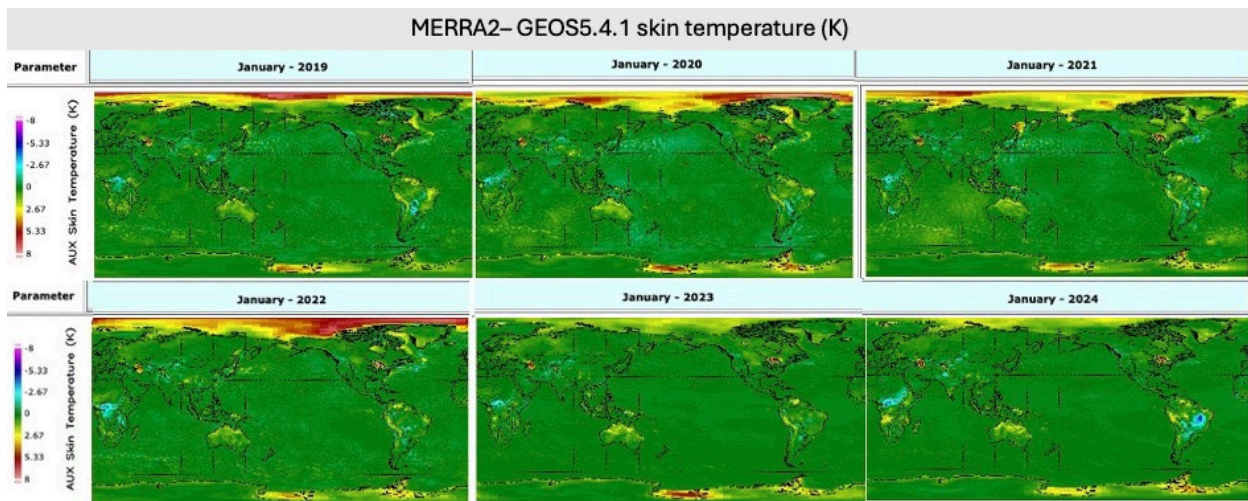 MERRA2– GEOS5.4.1 skin temperature (K)
Parameter
January - 2019
January - 2020
January - 2021
AUX Skin Temperature (K)
-8
-5.33
-2.67
0
2.67
5.33
8
Parameter
January - 2022
January - 2023
January - 2024
AUX Skin Temperature (K)
-8
-5.33
-2.67
0
2.67
5.33
8